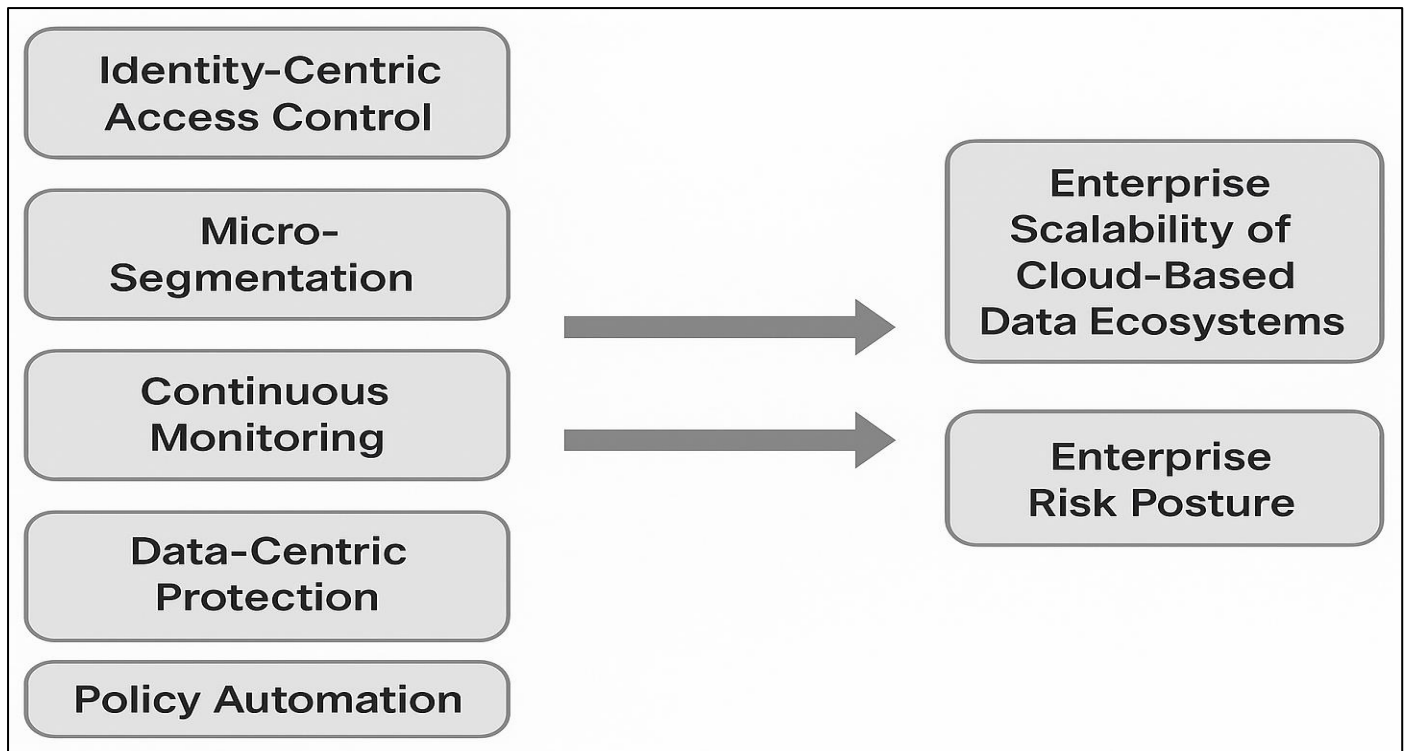 Identity-Centric
Access Control
Micro-
Segmentation
Continuous
Monitoring
Data-Centric
Protection
Policy Automation
Enterprise
Scalability of
Cloud-Based
Data Ecosystems
Enterprise
Risk Posture